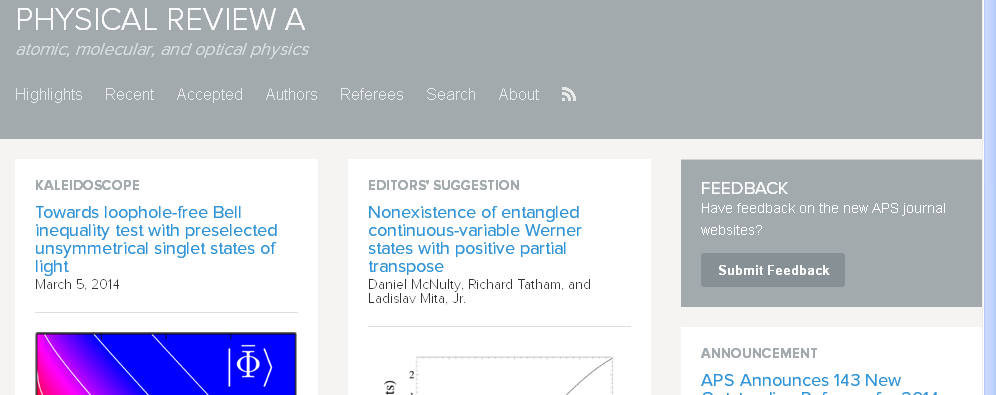 PHYSICAL REVIEW A
atomic, molecular, and optical physics
Highlights Recent Accepted Authors Referees Search About
KALEIDOSCOPE
Towards loophole-free Bell
inequality test with preselected
unsymmetrical singlet states of
light
March 5, 2014
|Φ̄⟩
EDITORS' SUGGESTION
Nonexistence of entangled
continuous-variable Werner
states with positive partial
transpose
Daniel McNulty, Richard Tatham, and
Ladislav Mita, Jr.
2
FEEDBACK
Have feedback on the new APS journal
websites?
Submit Feedback
ANNOUNCEMENT
APS Announces 143 New